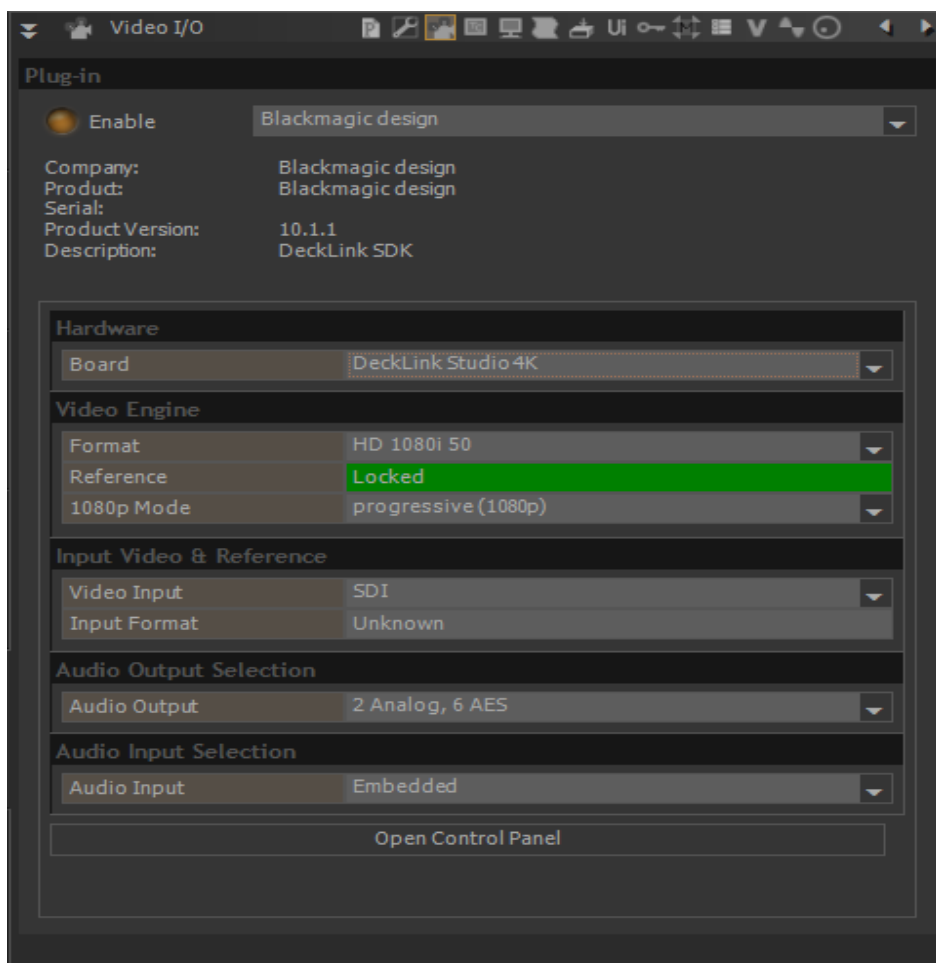 Video I/O
P TC Ui V
Plug-in
Enable Blackmagic design
Company: Blackmagic design
Product: Blackmagic design
Serial:
Product Version: 10.1.1
Description: DeckLink SDK
Hardware
Board DeckLink Studio 4K
Video Engine
Format HD 1080i 50
Reference Locked
1080p Mode progressive (1080p)
Input Video & Reference
Video Input SDI
Input Format Unknown
Audio Output Selection
Audio Output 2 Analog, 6 AES
Audio Input Selection
Audio Input Embedded
Open Control Panel